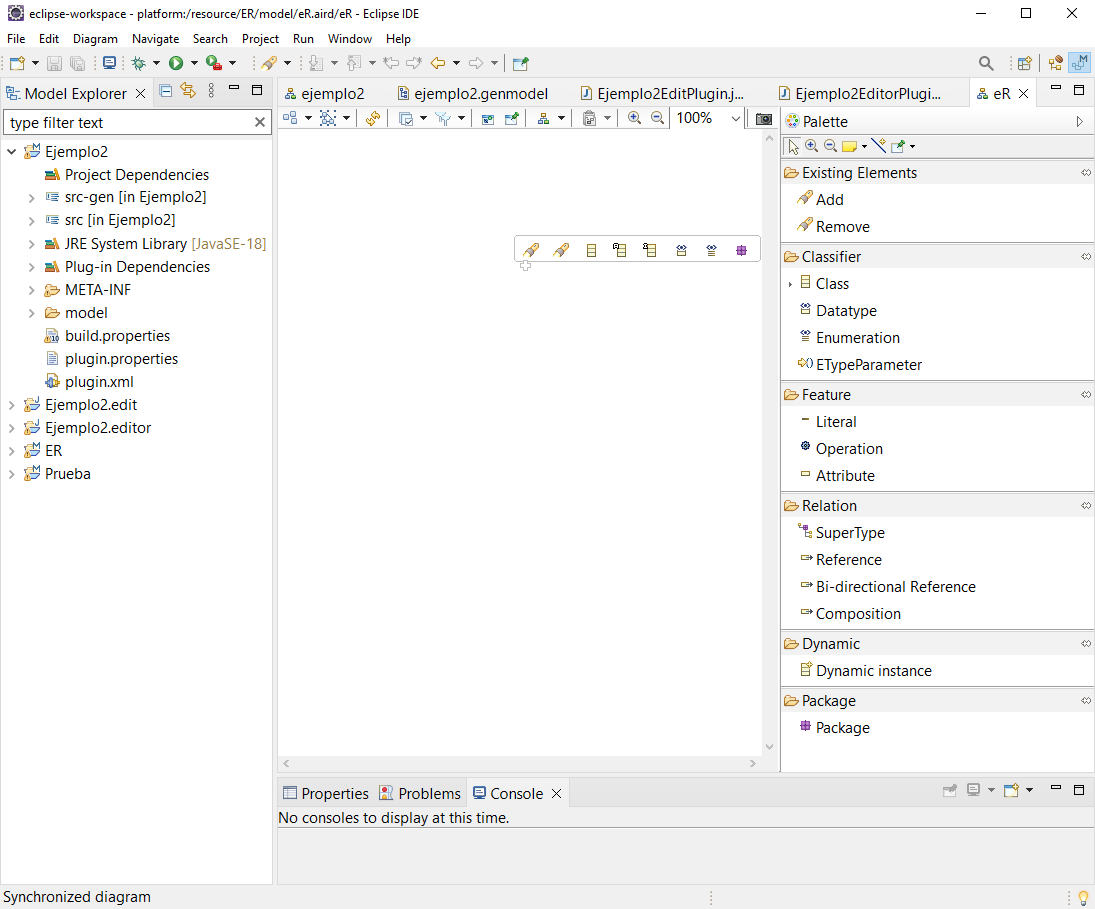 eclipse-workspace - platform:/resource/ER/model/eR.aird/eR - Eclipse IDE
File Edit Diagram Navigate Search Project Run Window Help
Model Explorer
ejemplo2
ejemplo2.genmodel
Ejemplo2EditPlugin.j...
Ejemplo2EditorPlugi...
eR
type filter text
100%
Ejemplo2
Project Dependencies
src-gen [in Ejemplo2]
src [in Ejemplo2]
JRE System Library [JavaSE-18]
Plug-in Dependencies
META-INF
model
build.properties
plugin.properties
plugin.xml
Ejemplo2.edit
Ejemplo2.editor
ER
Prueba
Palette
Existing Elements
Add
Remove
Classifier
Class
Datatype
Enumeration
ETypeParameter
Feature
Literal
Operation
Attribute
Relation
SuperType
Reference
Bi-directional Reference
Composition
Dynamic
Dynamic instance
Package
Package
Properties Problems Console
No consoles to display at this time.
Synchronized diagram